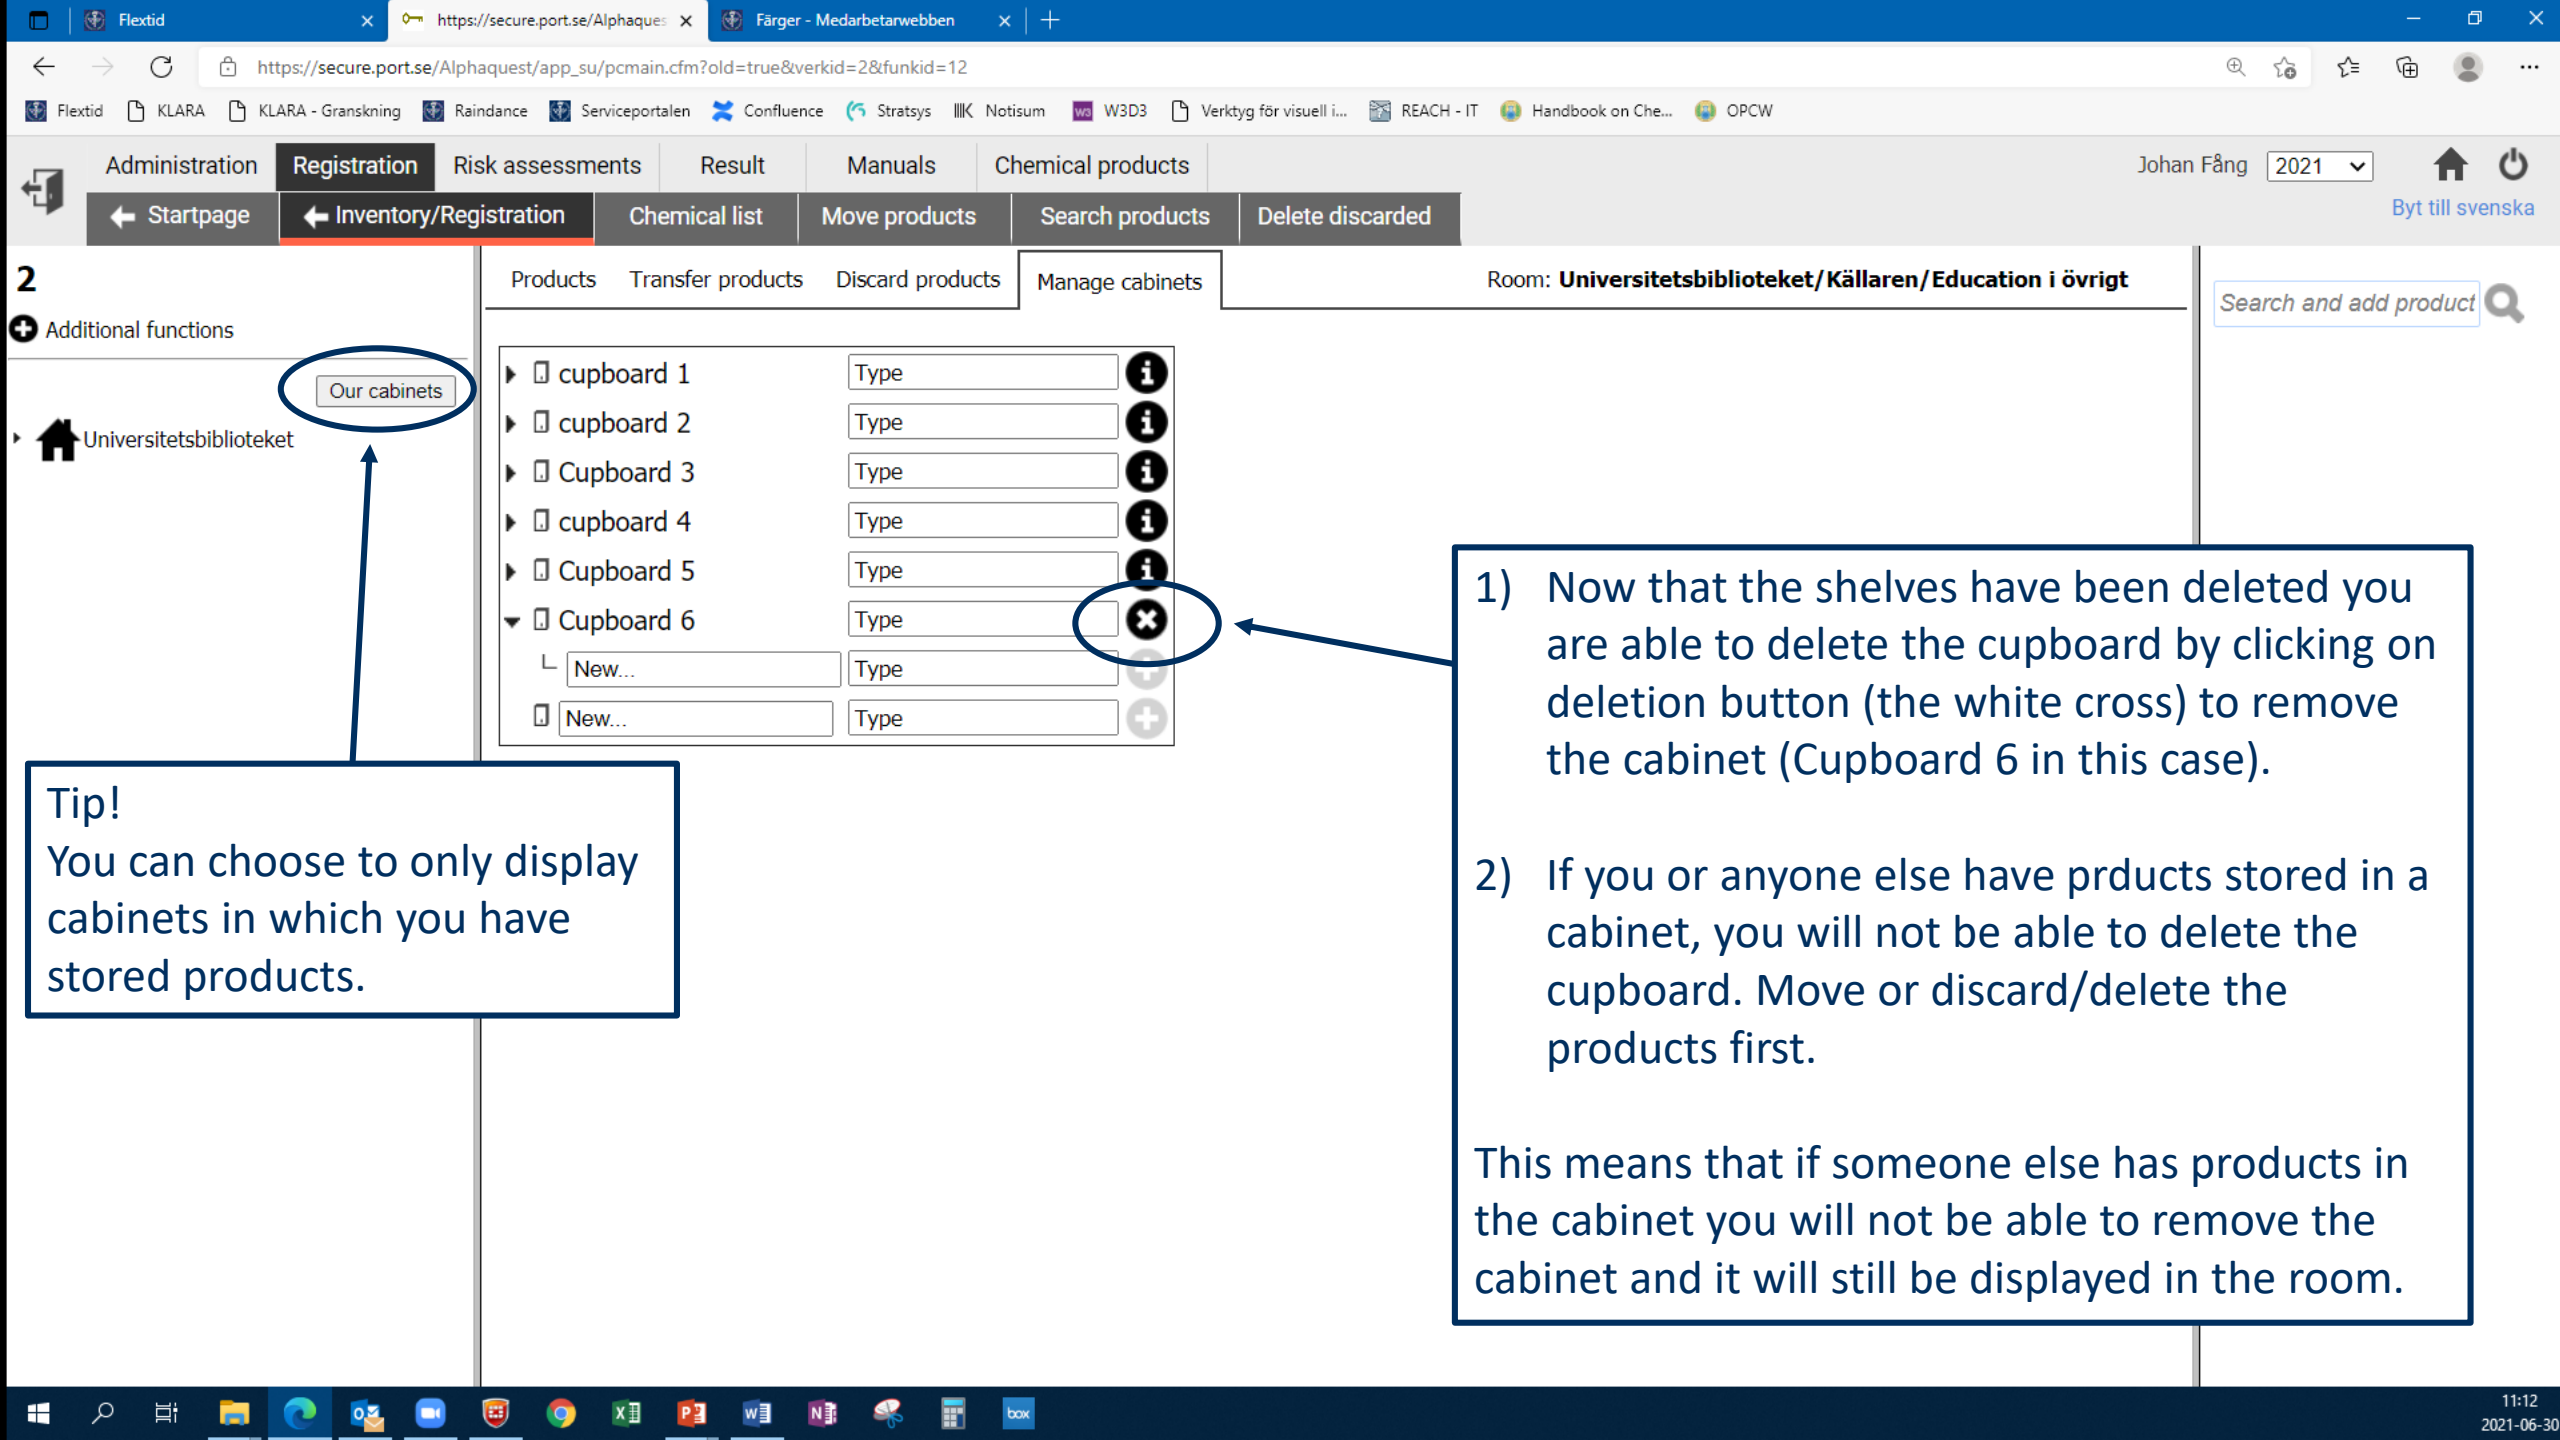 Flextid
https://secure.port.se/Alphaques
Färger - Medarbetarwebben
https://secure.port.se/Alphaquest/app_su/pcmain.cfm?old=true&verkid=2&funkid=12
Flextid KLARA KLARA - Granskning Raindance Serviceportalen Confluence Stratsys Notisum W3D3 Verktyg för visuell i... REACH - IT Handbook on Che... OPCW
Administration Registration Risk assessments Result Manuals Chemical products
Johan Fång 2021
Startpage Inventory/Registration Chemical list Move products Search products Delete discarded
Byt till svenska
2
Additional functions
Our cabinets
Universitetsbiblioteket
Products Transfer products Discard products Manage cabinets
Room: Universitetsbiblioteket/Källaren/Education i övrigt
Search and add product
cupboard 1 Type
cupboard 2 Type
Cupboard 3 Type
cupboard 4 Type
Cupboard 5 Type
Cupboard 6 Type
New... Type
New... Type
Tip!
You can choose to only display
cabinets in which you have
stored products.
1) Now that the shelves have been deleted you
are able to delete the cupboard by clicking on
deletion button (the white cross) to remove
the cabinet (Cupboard 6 in this case).
2) If you or anyone else have prducts stored in a
cabinet, you will not be able to delete the
cupboard. Move or discard/delete the
products first.
This means that if someone else has products in
the cabinet you will not be able to remove the
cabinet and it will still be displayed in the room.
box
11:12
2021-06-30